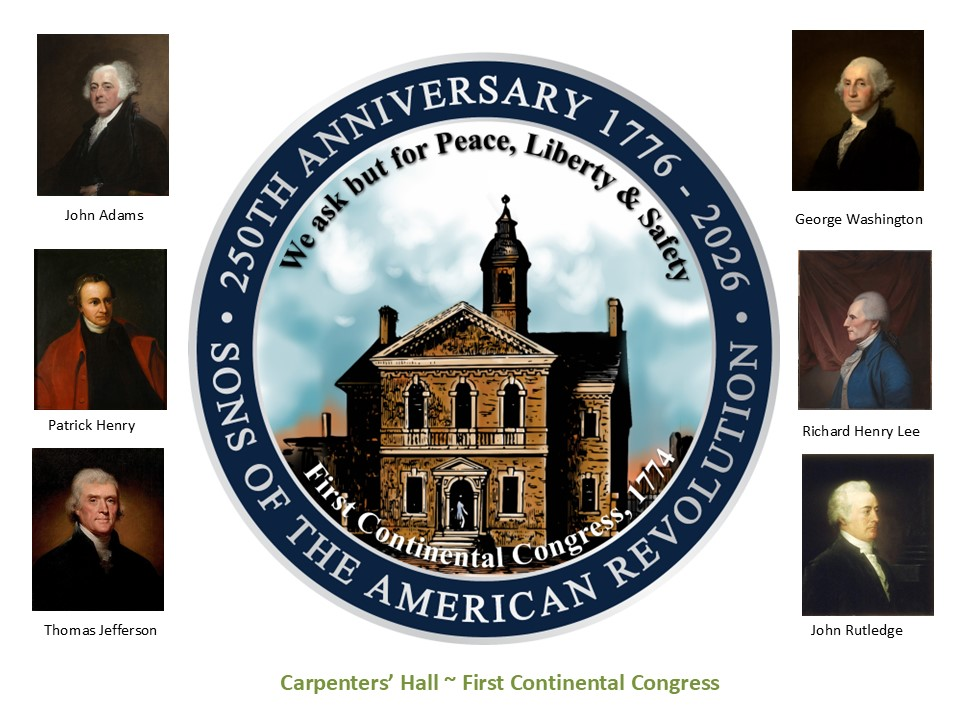 John Adams
George Washington
Patrick Henry
Richard Henry Lee
Thomas Jefferson
John Rutledge
250TH ANNIVERSARY 1776 - 2026
SONS OF THE AMERICAN REVOLUTION
We ask but for Peace, Liberty & Safety
First Continental Congress, 1774
Carpenters’ Hall ~ First Continental Congress